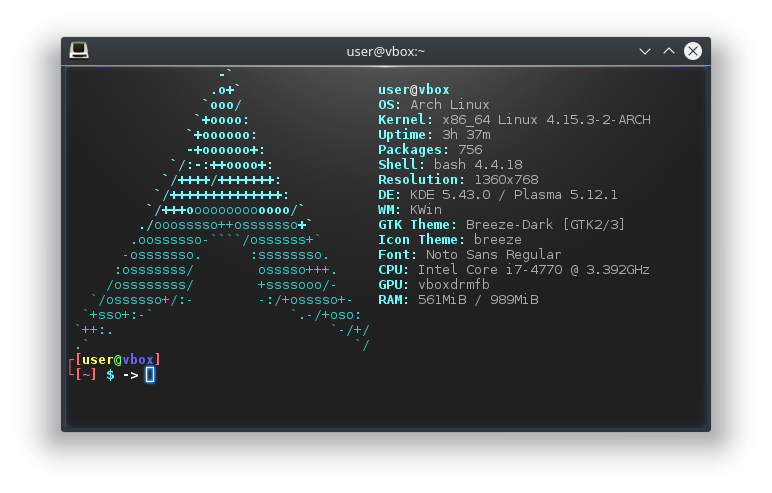 user@vbox:~
                   -`
                  .o+`                 user@vbox
                 `ooo/                 OS: Arch Linux
                `+oooo:                Kernel: x86_64 Linux 4.15.3-2-ARCH
               `+oooooo:               Uptime: 3h 37m
               -+oooooo+:              Packages: 756
             `/:-:++oooo+:             Shell: bash 4.4.18
            `/++++/+++++++:            Resolution: 1360x768
           `/++++++++++++++:           DE: KDE 5.43.0 / Plasma 5.12.1
          `/+++ooooooooooooo/`         WM: KWin
         ./ooosssso++osssssso+`        GTK Theme: Breeze-Dark [GTK2/3]
        .oossssso-````/ossssss+`       Icon Theme: breeze
       -osssssso.      :ssssssso.      Font: Noto Sans Regular
      :osssssss/        osssso+++.     CPU: Intel Core i7-4770 @ 3.392GHz
     /ossssssss/        +ssssooo/-     GPU: vboxdrmfb
   `/ossssso+/:-        -:/+osssso+-   RAM: 561MiB / 989MiB
  `+sso+:-`                 `.-/+oso:
 `++:.                           `-/+/
 .`                                 `/
┌[user@vbox]
└[~] $ ->